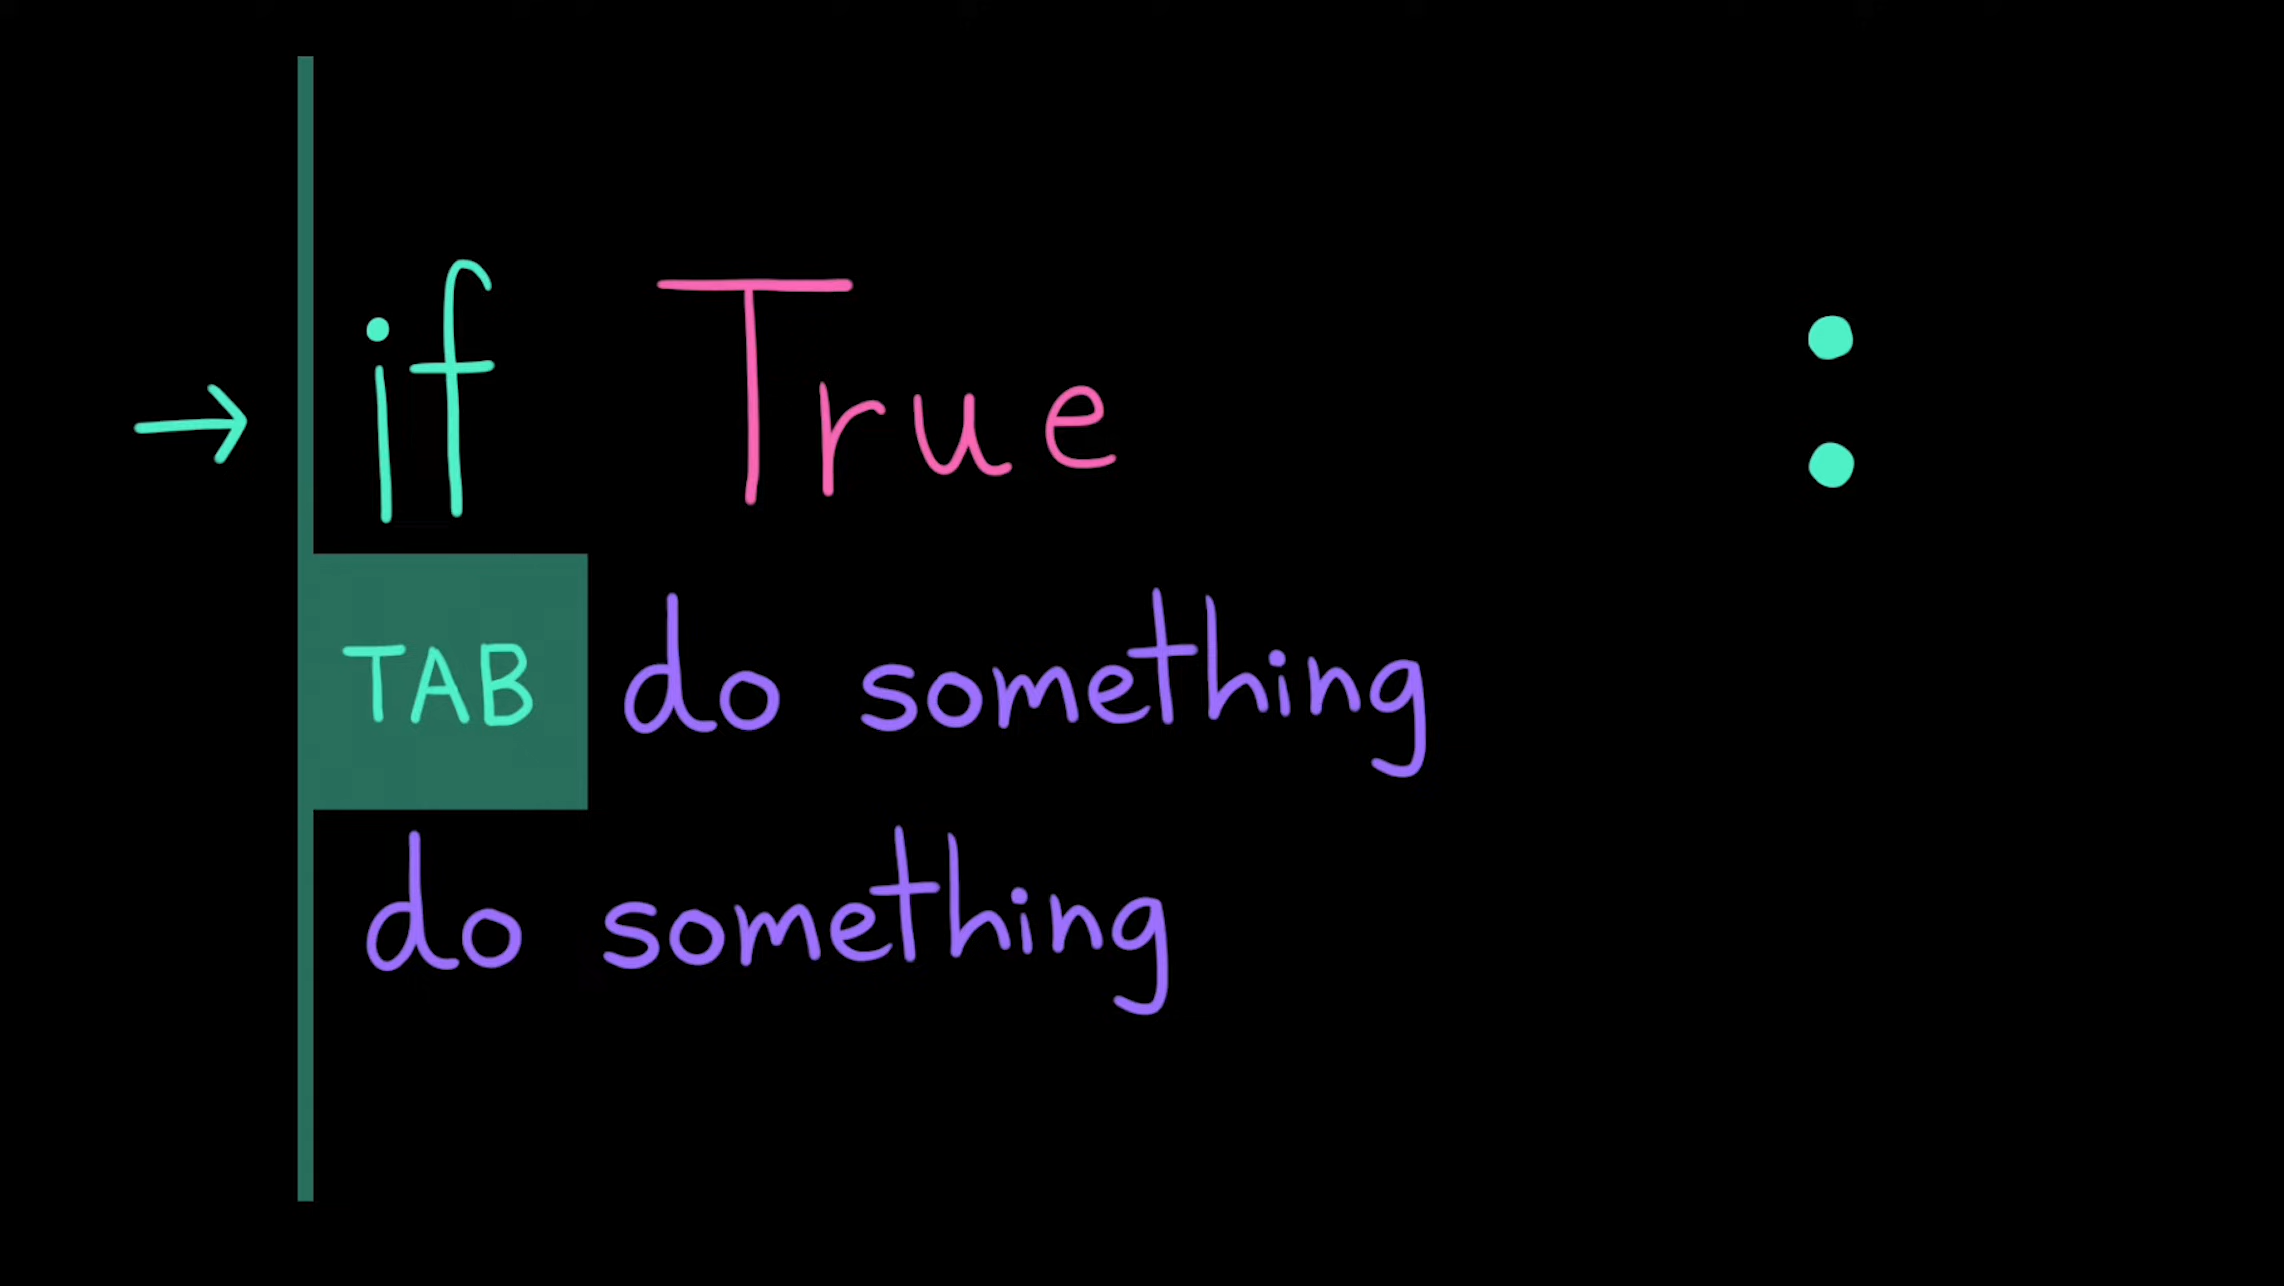 → if True :
TAB do something
do something